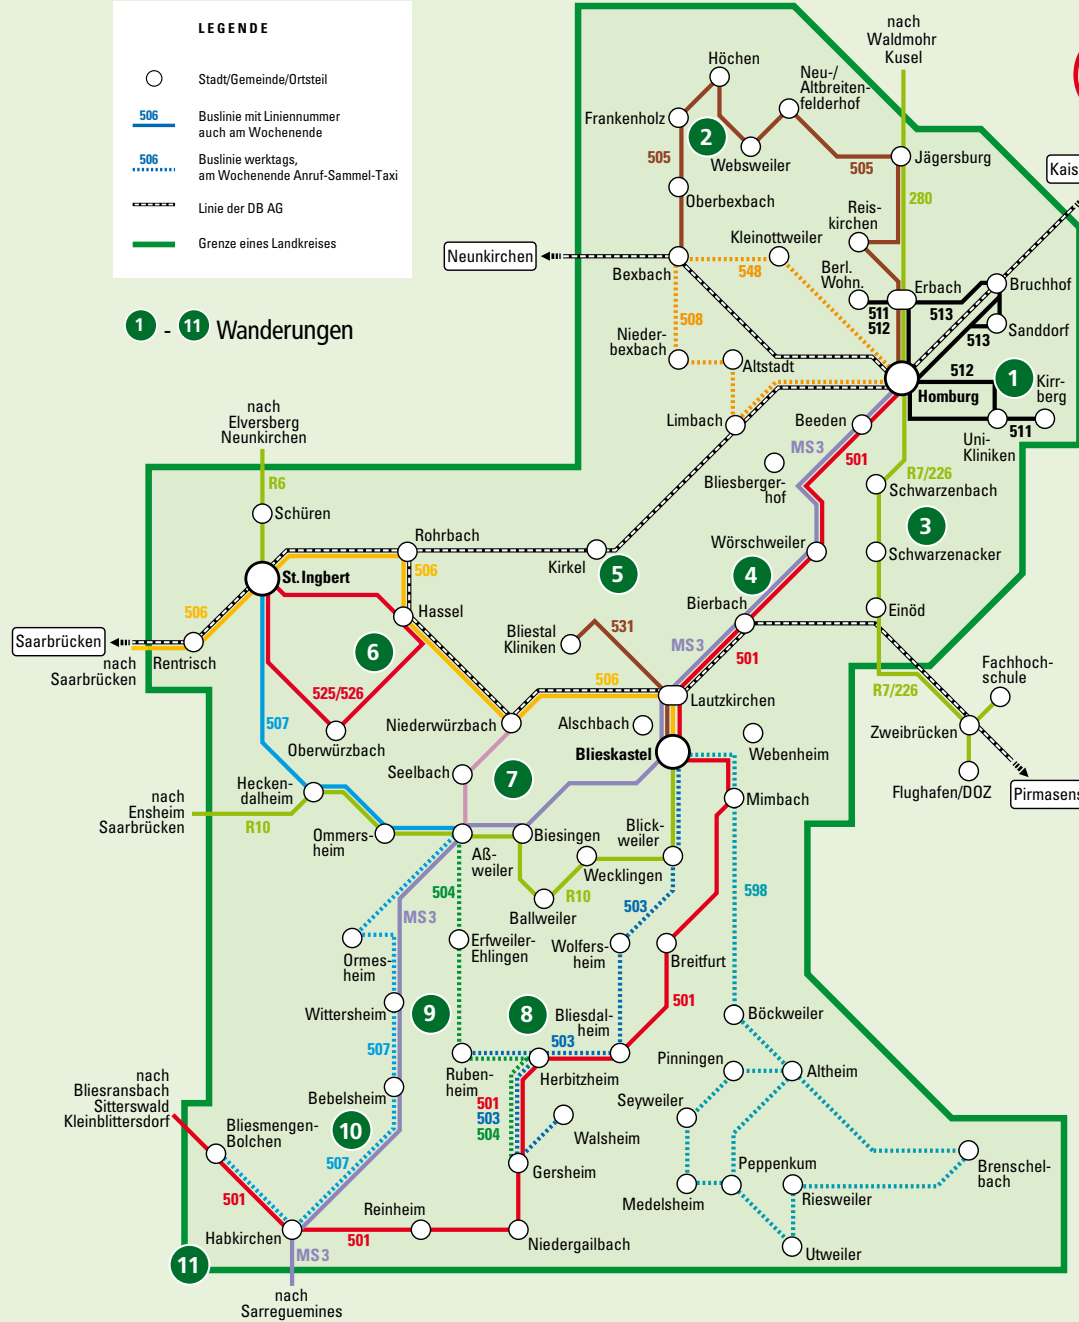 LEGENDE
Stadt/Gemeinde/Ortsteil
506
Buslinie mit Liniennummer
auch am Wochenende
506
Buslinie werktags,
am Wochenende Anruf-Sammel-Taxi
Linie der DB AG
Grenze eines Landkreises
1 - 11 Wanderungen
nach
Waldmohr
Kusel
Höchen
Neu-/
Altbreiten-
felderhof
Frankenholz
2
Websweiler
505
505
Jägersburg
Kais
Oberbexbach
280
Reis-
kirchen
Kleinottweiler
Neunkirchen
Bexbach
548
Berl.
Wohn.
Erbach
Bruchhof
511
512
513
508
Sanddorf
513
Nieder-
bexbach
Altstadt
512
1
Kirr-
berg
Homburg
nach
Elversberg
Neunkirchen
Limbach
Beeden
511
Uni-
Kliniken
MS3
501
R6
Bliesberger-
hof
R7/226
Schwarzenbach
Schüren
3
Rohrbach
Wörschweiler
Schwarzenacker
506
Kirkel
5
4
St. Ingbert
Bierbach
Einöd
506
Hassel
Bliestal
Kliniken
531
Saarbrücken
6
MS3
501
nach
Saarbrücken
Rentrisch
Fachhoch-
schule
506
525/526
Lautzkirchen
R7/226
507
Niederwürzbach
Alschbach
Zweibrücken
Oberwürzbach
Blieskastel
Webenheim
Seelbach
7
Flughafen/DOZ
Pirmasens
Hecken-
dalheim
Mimbach
nach
Ensheim
Saarbrücken
R10
Ommers-
heim
Biesingen
Blick-
weiler
Aß-
weiler
Wecklingen
504
R10
598
Ballweiler
503
MS3
Erfweiler-
Ehlingen
Wolfers-
heim
Breitfurt
Ormes-
heim
Wittersheim
9
8
Bliesdal-
heim
501
Böckweiler
507
503
Pinningen
Altheim
nach
Bliesransbach
Sitterswald
Kleinblittersdorf
Ruben-
heim
Herbitzheim
Bebelsheim
501
503
504
Seyweiler
Bliesmengen-
Bolchen
10
Walsheim
507
Gersheim
Peppenkum
Brenschel-
bach
501
Medelsheim
Riesweiler
Reinheim
Habkirchen
501
Niedergailbach
Utweiler
MS3
11
nach
Sarreguemines